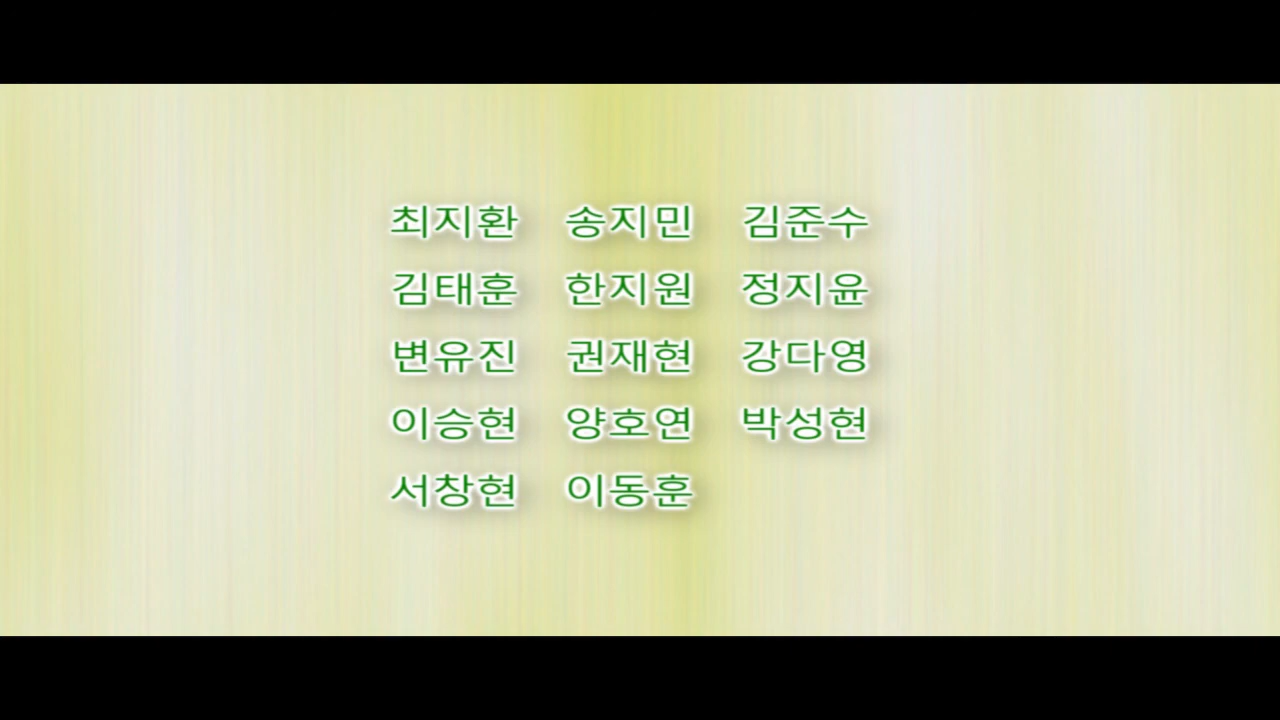 최지환 송지민 김준수
김태훈 한지원 정지윤
변유진 권재현 강다영
이승현 양호연 박성현
서창현 이동훈